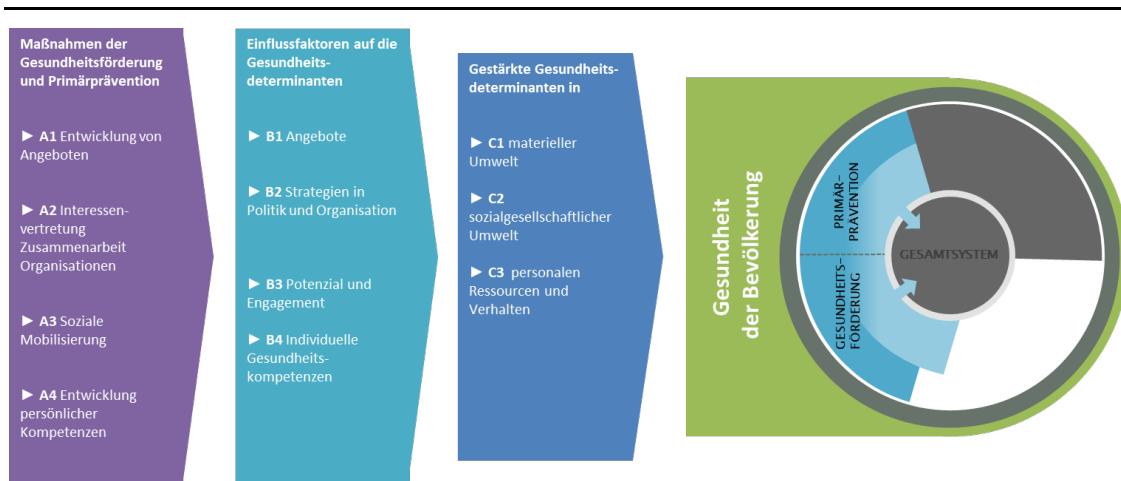 Maßnahmen der
Gesundheitsförderung
und Primärprävention
► A1 Entwicklung von
Angeboten
► A2 Interessen-
vertretung
Zusammenarbeit
Organisationen
► A3 Soziale
Mobilisierung
► A4 Entwicklung
persönlicher
Kompetenzen
Einflussfaktoren auf die
Gesundheits-
determinanten
► B1 Angebote
► B2 Strategien in
Politik und Organisation
► B3 Potenzial und
Engagement
► B4 Individuelle
Gesundheits-
kompetenzen
Gestärkte Gesundheits-
determinanten in
► C1 materieller
Umwelt
► C2
sozialgesellschaftlicher
Umwelt
► C3 personalen
Ressourcen und
Verhalten
Gesundheit
der Bevölkerung
PRIMÄR–
PRÄVENTION
GESUNDHEITS–
FÖRDERUNG
GESAMTSYSTEM